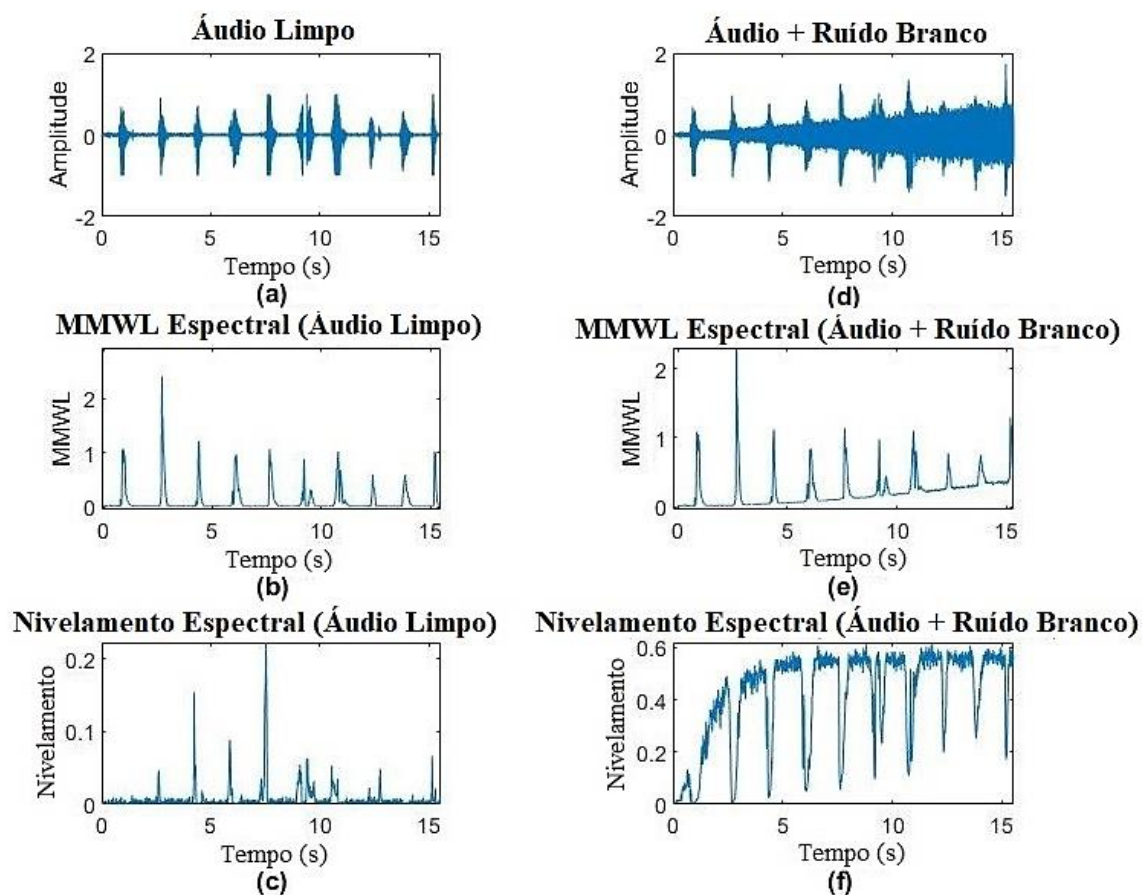 Áudio Limpo
Amplitude
2
0
-2
0 5 10 15
Tempo (s)
(a)
Áudio + Ruído Branco
Amplitude
2
0
-2
0 5 10 15
Tempo (s)
(d)
MMWL Espectral (Áudio Limpo)
MMWL
2
1
0
0 5 10 15
Tempo (s)
(b)
MMWL Espectral (Áudio + Ruído Branco)
MMWL
2
1
0
0 5 10 15
Tempo (s)
(e)
Nivelamento Espectral (Áudio Limpo)
Nivelamento
0.2
0.1
0
0 5 10 15
Tempo (s)
(c)
Nivelamento Espectral (Áudio + Ruído Branco)
Nivelamento
0.6
0.4
0.2
0
0 5 10 15
Tempo (s)
(f)